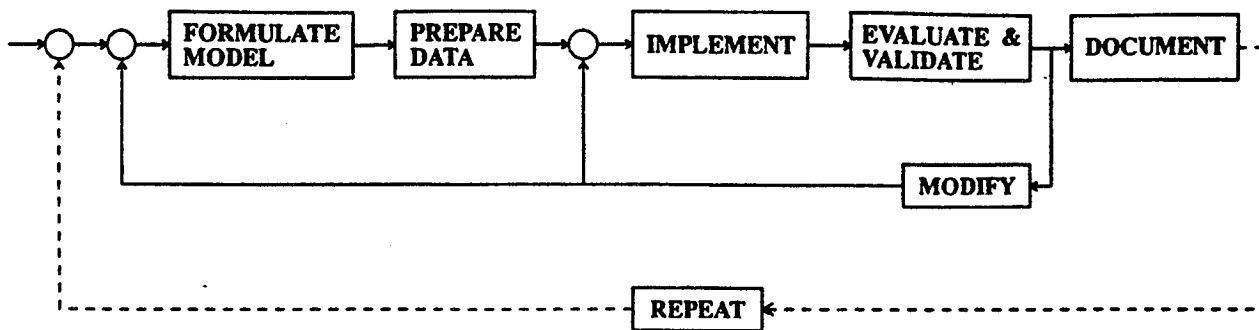 FORMULATE
MODEL
PREPARE
DATA
IMPLEMENT
EVALUATE &
VALIDATE
DOCUMENT
MODIFY
REPEAT